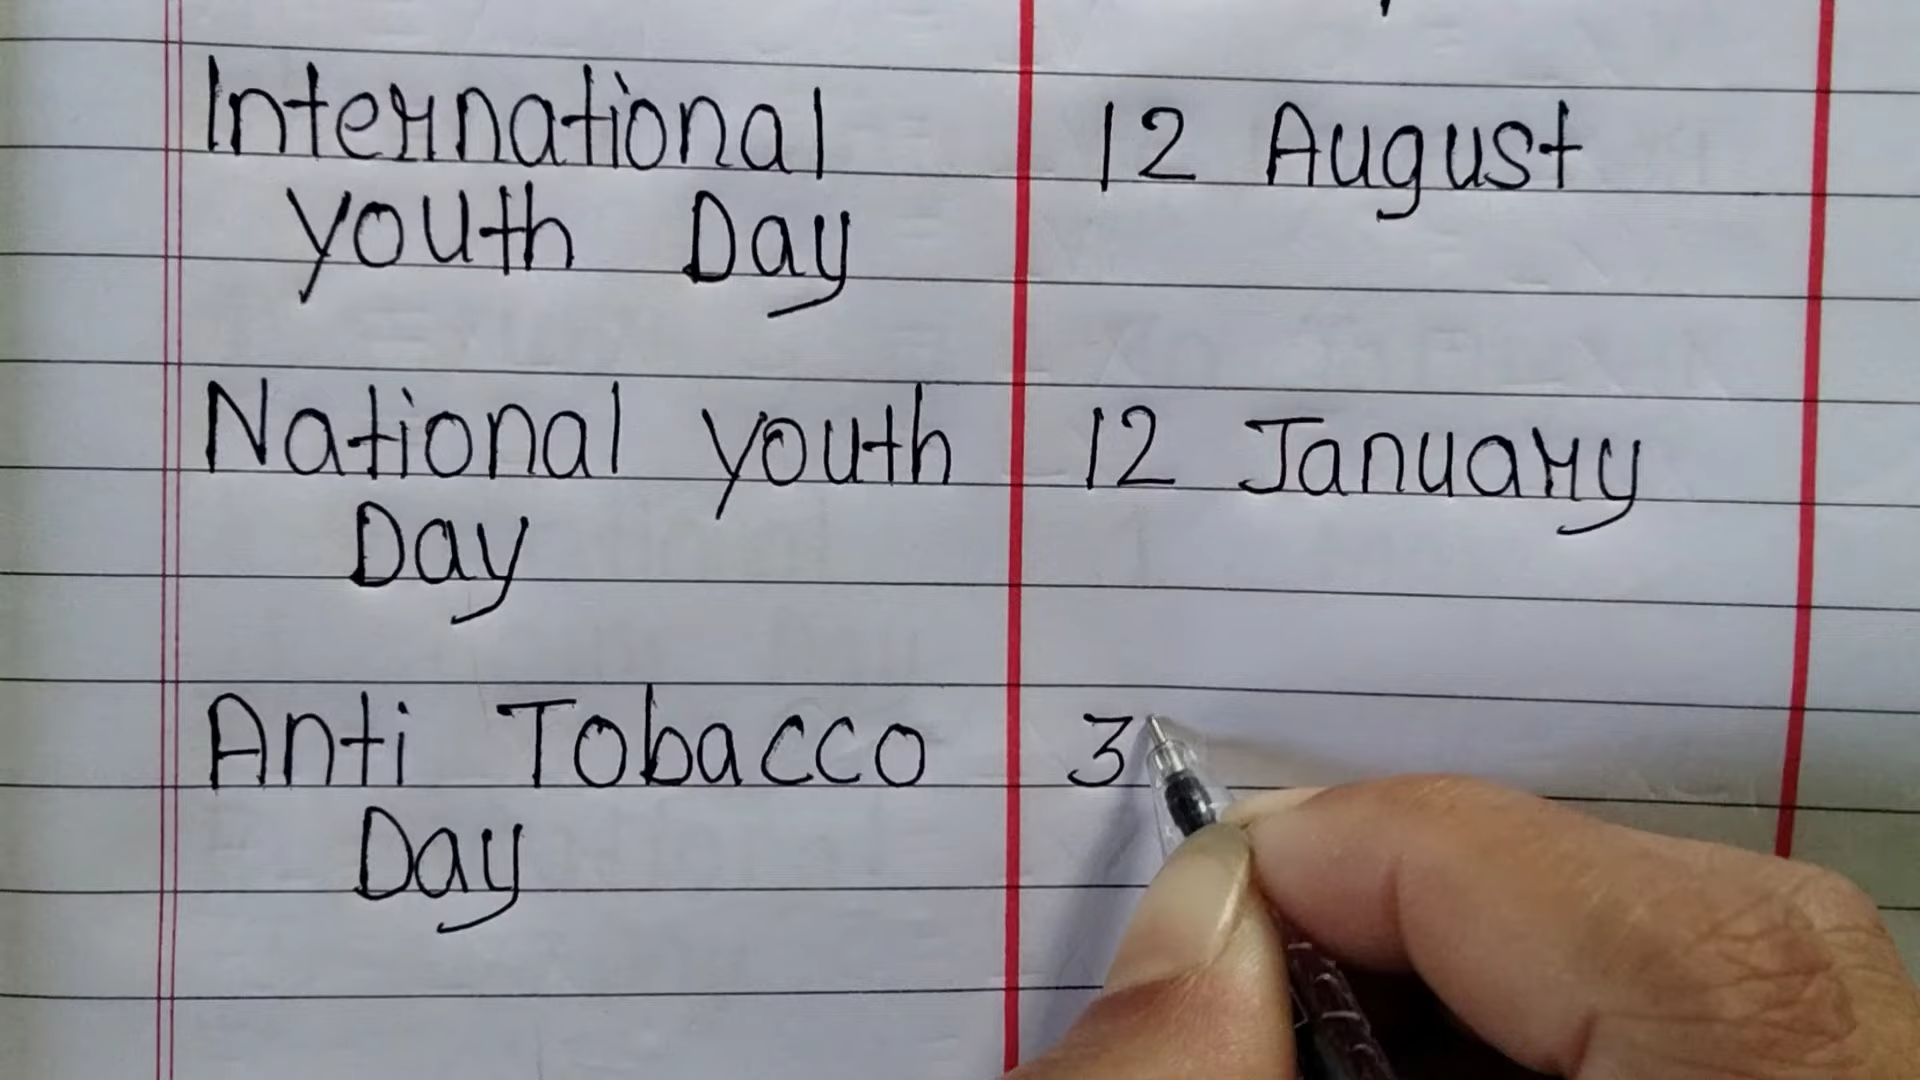 International 12 August
youth Day
National youth 12 January
Day
Anti Tobacco 3
Day